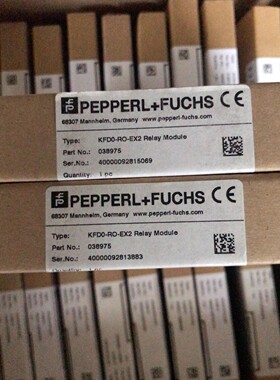 PEPPERL+FUCHS CE
68307 Mannheim, Germany www.pepperl-fuchs.com
Type: KFD0-RO-EX2 Relay Module
Part No.: 038975
Ser.No.: 40000092815069
Quantity: 1 pc
PEPPERL+FUCHS CE
68307 Mannheim, Germany www.pepperl-fuchs.com
Type: KFD0-RO-EX2 Relay Module
Part No.: 038975
Ser.No.: 40000092813883